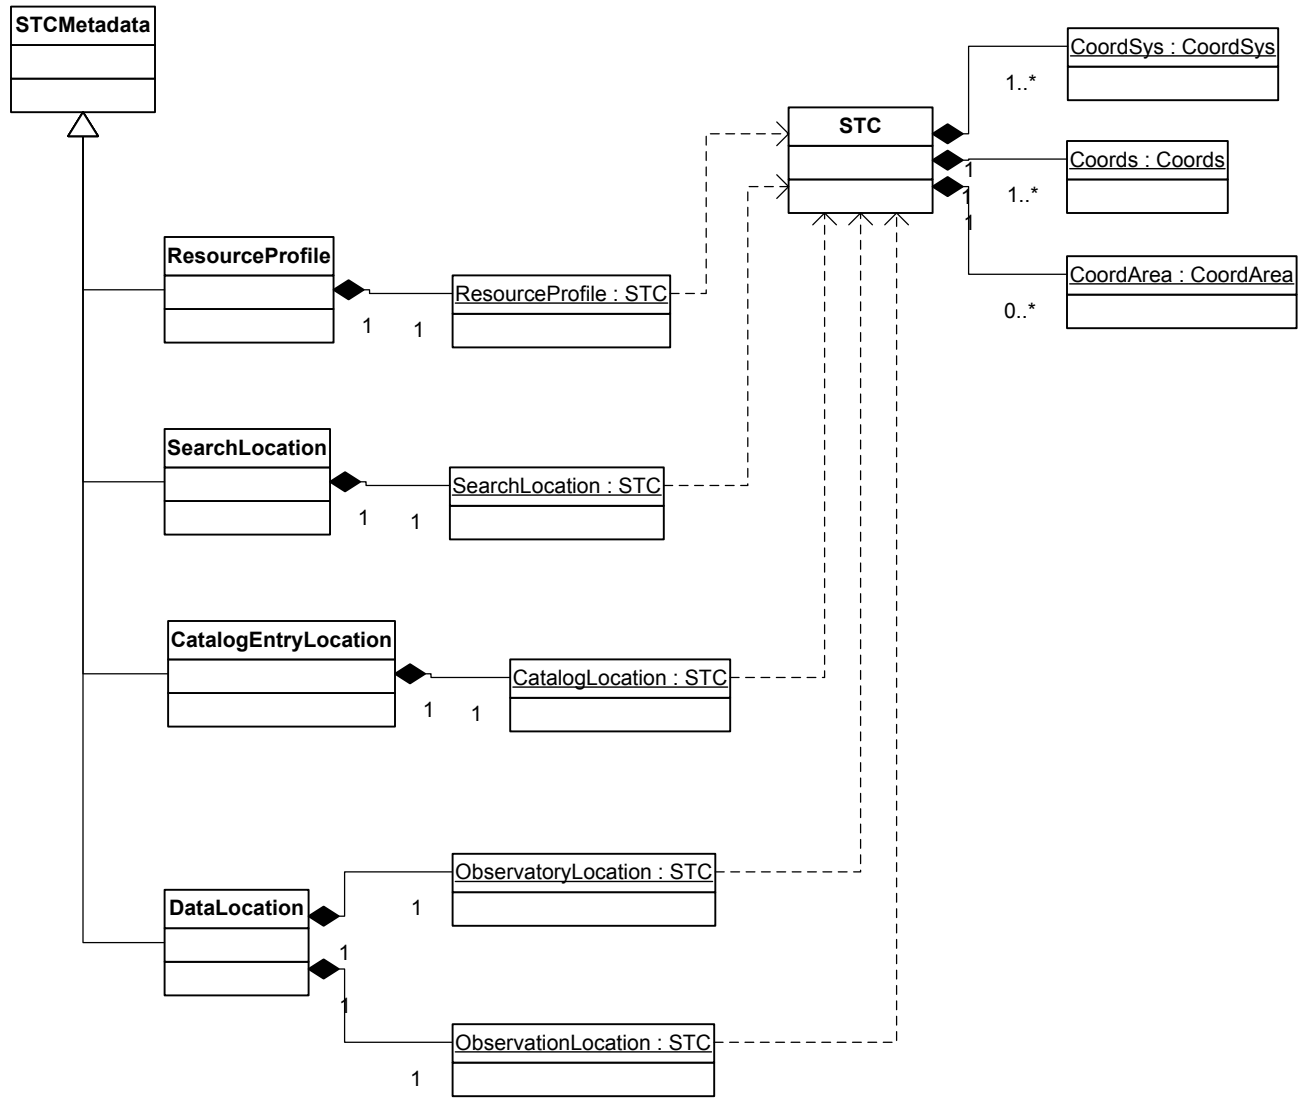 STCMetadata
CoordSys : CoordSys
1..*
STC
1
Coords : Coords
1..*
1
1
CoordArea : CoordArea
0..*
ResourceProfile
ResourceProfile : STC
1
1
SearchLocation
SearchLocation : STC
1
1
CatalogEntryLocation
CatalogLocation : STC
1
1
ObservatoryLocation : STC
1
DataLocation
1
1
ObservationLocation : STC
1